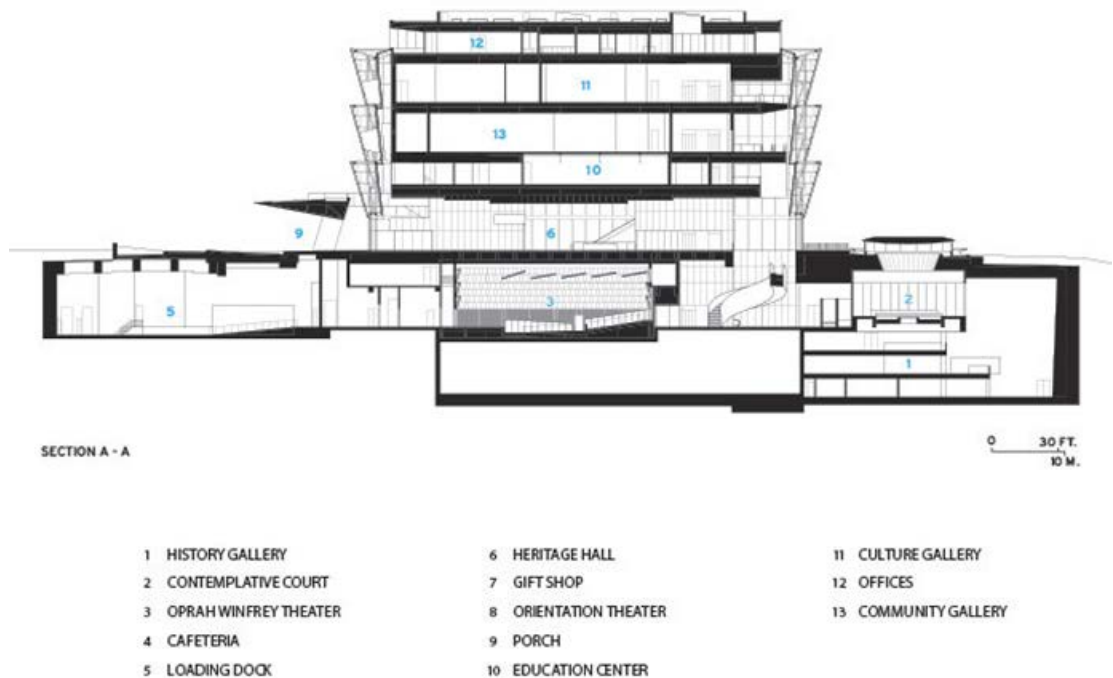 12
11
13
10
9
6
5
3
2
1
SECTION A - A
0 30 FT.
10 M.
1 HISTORY GALLERY
2 CONTEMPLATIVE COURT
3 OPRAH WINFREY THEATER
4 CAFETERIA
5 LOADING DOCK
6 HERITAGE HALL
7 GIFT SHOP
8 ORIENTATION THEATER
9 PORCH
10 EDUCATION CENTER
11 CULTURE GALLERY
12 OFFICES
13 COMMUNITY GALLERY